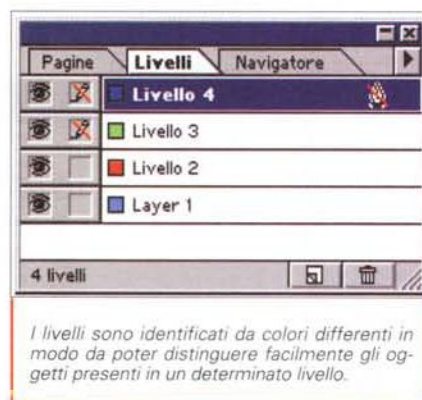 Pagine Livelli Navigatore
Livello 4
Livello 3
Livello 2
Layer 1
4 livelli
I livelli sono identificati da colori differenti in
modo da poter distinguere facilmente gli og-
getti presenti in un determinato livello.